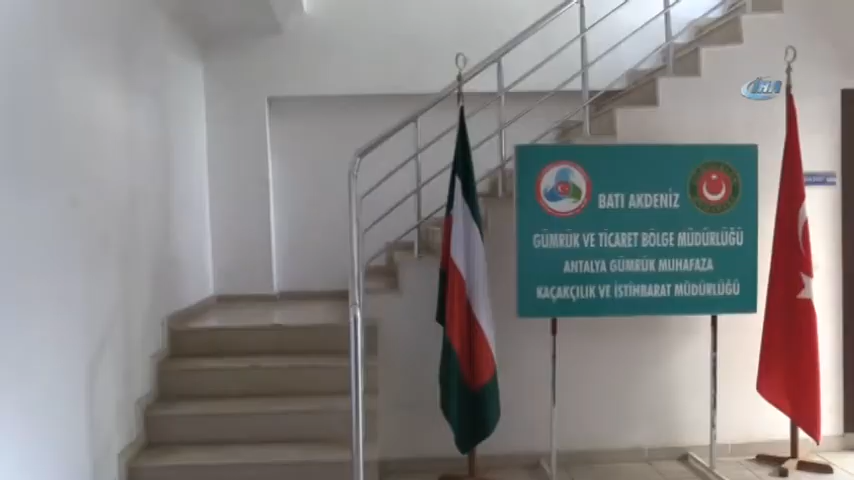 İHA
BATI AKDENİZ
GÜMRÜK VE TİCARET BÖLGE MÜDÜRLÜĞÜ
ANTALYA GÜMRÜK MUHAFAZA
KAÇAKÇILIK VE İSTİHBARAT MÜDÜRLÜĞÜ